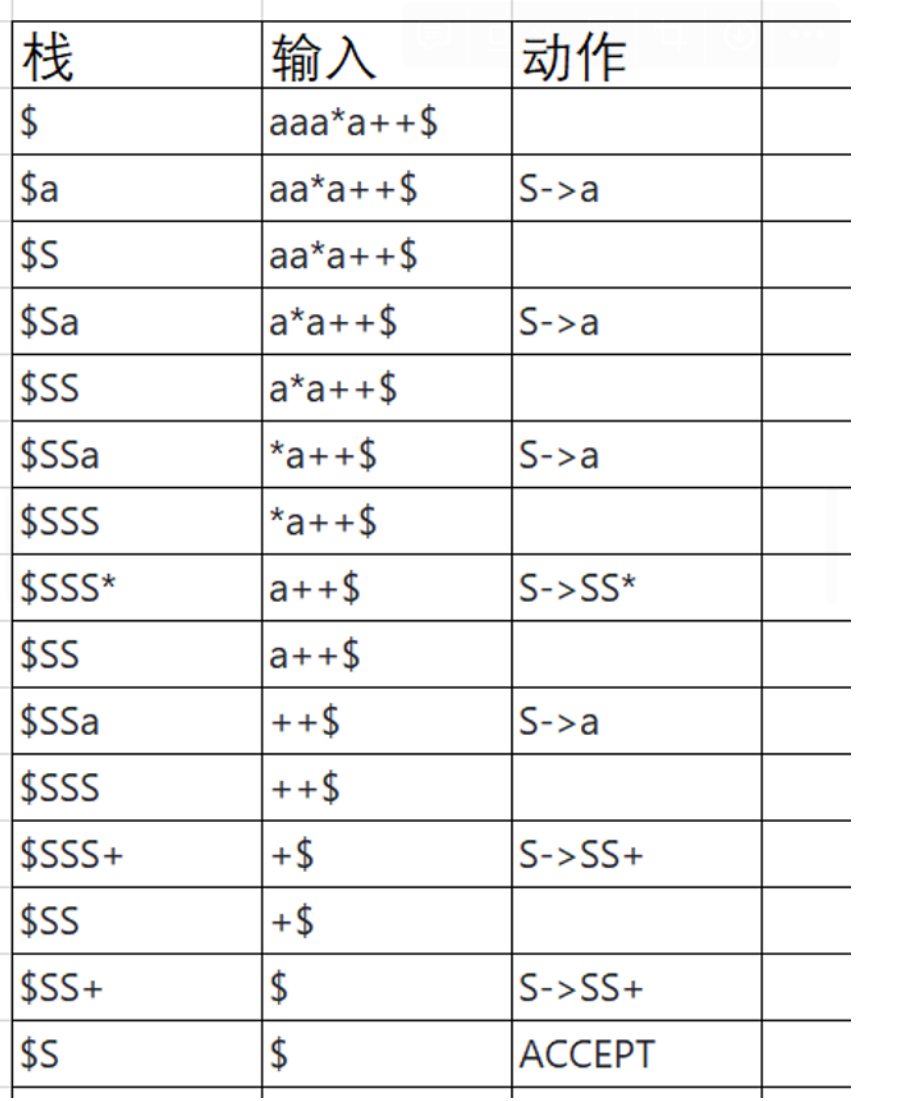 栈 输入 动作
$ aaa*a++$
$a aa*a++$ S->a
$S aa*a++$
$Sa a*a++$ S->a
$SS a*a++$
$SSa *a++$ S->a
$SSS *a++$
$SSS* a++$ S->SS*
$SS a++$
$SSa ++$ S->a
$SSS ++$
$SSS+ +$ S->SS+
$SS +$
$SS+ $ S->SS+
$S $ ACCEPT